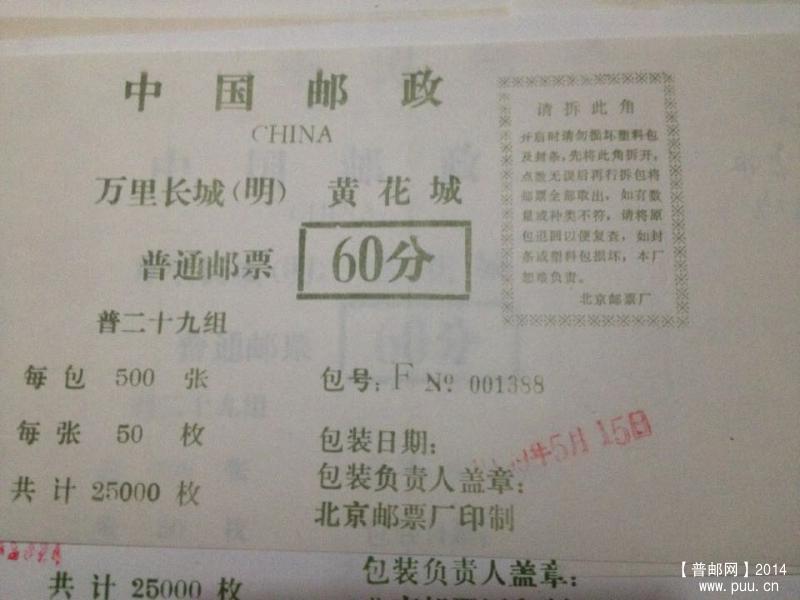 中国邮政
CHINA
万里长城(明) 黄花城
普通邮票 60分
普二十九组
每包 500 张
每张 50 枚
共计 25000 枚
请拆此角
开启时请勿损坏塑料包
及封条,先将此角拆开,
点数无误后再行拆包将
邮票全部取出,如有数
量或种类不符,请将原
包退回以便复查,如封
条或塑料包损坏,本厂
恕难负责。
北京邮票厂
包号: F № 001388
包装日期: 年5月15日
包装负责人盖章:
北京邮票厂印制
共计 25000 枚
包装负责人盖章:
【普邮网】2014
www.puu.cn